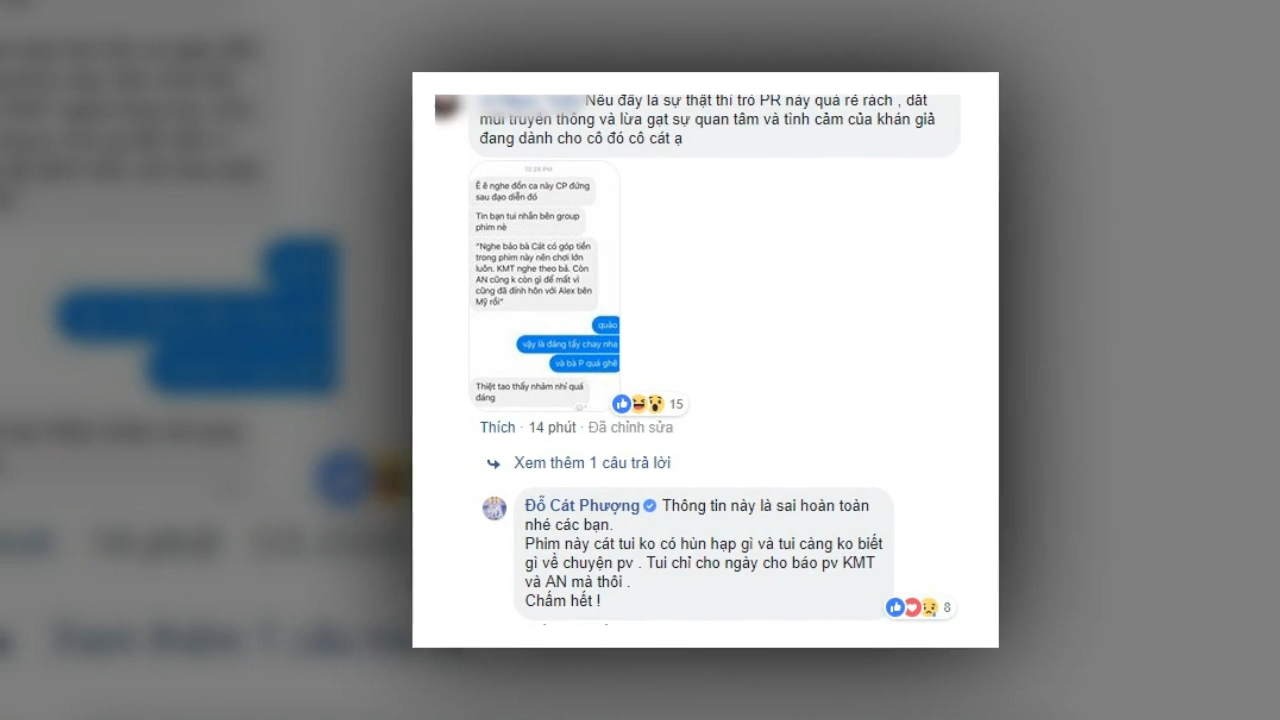 Nếu đây là sự thật thì trò PR này quá rẻ rách , dắt
mũi truyền thông và lừa gạt sự quan tâm và tình cảm của khán giả
đang dành cho cô đó cô cát ạ
10:28 PM
Ê ê nghe đồn ca này CP đứng
sau đạo diễn đó
Tin bạn tui nhắn bên group
phim nè
"Nghe bảo bà Cát có góp tiền
trong phim này nên chơi lớn
luôn. KMT nghe theo bả. Còn
AN cũng k còn gì để mất vì
cũng đã đính hôn với Alex bên
Mỹ rồi"
quào
vậy là đáng tẩy chay nha
và bà P quá ghê
Thiệt tao thấy nhảm nhí quá
đáng
15
Thích · 14 phút · Đã chỉnh sửa
Xem thêm 1 câu trả lời
Đỗ Cát Phượng Thông tin này là sai hoàn toàn
nhé các bạn.
Phim này cát tui ko có hùn hạp gì và tui càng ko biết
gì về chuyện pv . Tui chỉ cho ngày cho báo pv KMT
và AN mà thôi .
Chấm hết !
8